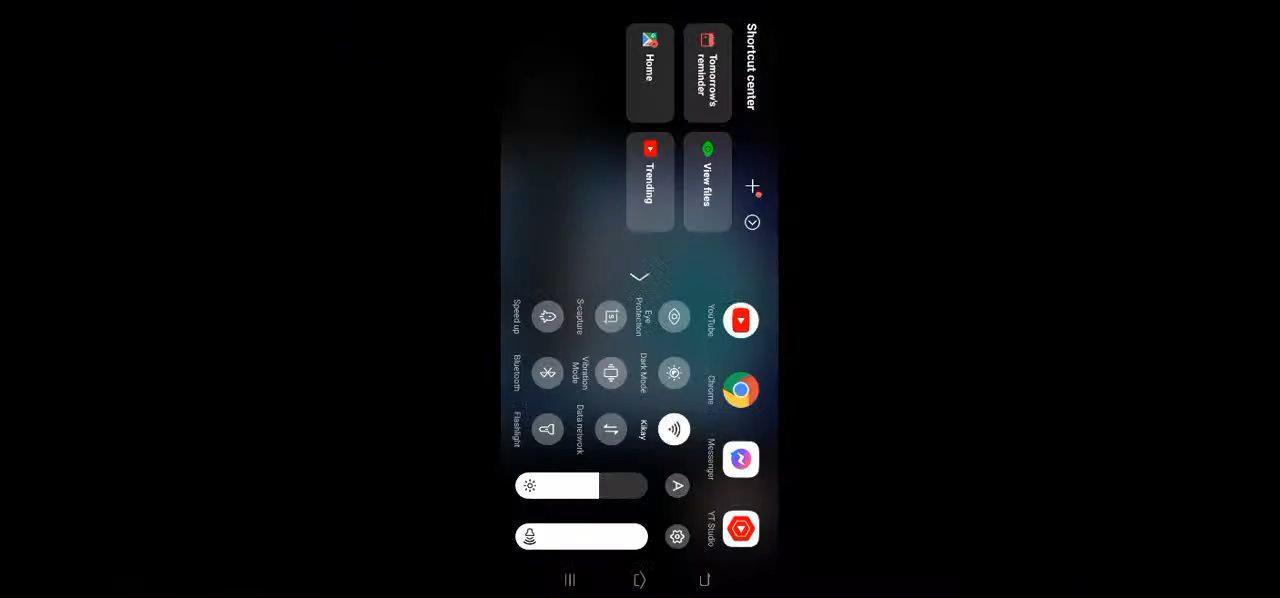 Shortcut center
Tomorrow's
reminder
View files
Home
Trending
YouTube
Chrome
Messenger
YT Studio
Eye
Protection
Dark Mode
Kikay
S-capture
Vibration
Mode
Data network
Speed up
Bluetooth
Flashlight
A